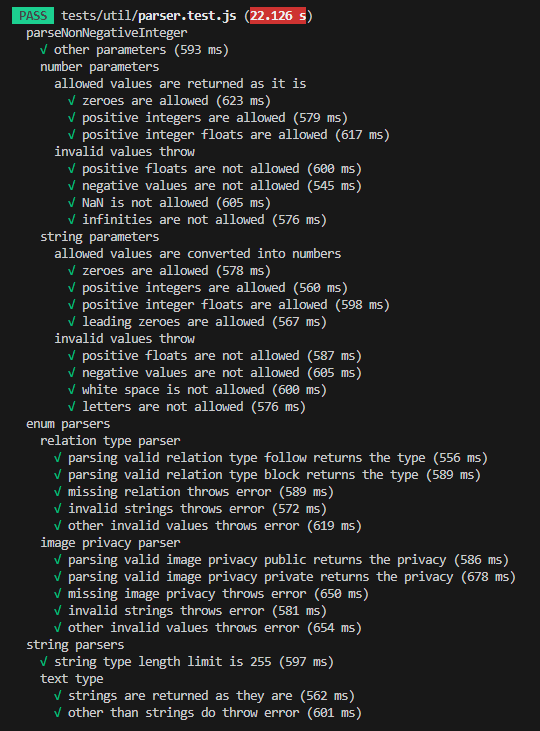 PASS tests/util/parser.test.js (22.126 s)
parseNonNegativeInteger
√ other parameters (593 ms)
number parameters
allowed values are returned as it is
√ zeroes are allowed (623 ms)
√ positive integers are allowed (579 ms)
√ positive integer floats are allowed (617 ms)
invalid values throw
√ positive floats are not allowed (600 ms)
√ negative values are not allowed (545 ms)
√ NaN is not allowed (605 ms)
√ infinities are not allowed (576 ms)
string parameters
allowed values are converted into numbers
√ zeroes are allowed (578 ms)
√ positive integers are allowed (560 ms)
√ positive integer floats are allowed (598 ms)
√ leading zeroes are allowed (567 ms)
invalid values throw
√ positive floats are not allowed (587 ms)
√ negative values are not allowed (605 ms)
√ white space is not allowed (600 ms)
√ letters are not allowed (576 ms)
enum parsers
relation type parser
√ parsing valid relation type follow returns the type (556 ms)
√ parsing valid relation type block returns the type (589 ms)
√ missing relation throws error (589 ms)
√ invalid strings throws error (572 ms)
√ other invalid values throws error (619 ms)
image privacy parser
√ parsing valid image privacy public returns the privacy (586 ms)
√ parsing valid image privacy private returns the privacy (678 ms)
√ missing image privacy throws error (650 ms)
√ invalid strings throws error (581 ms)
√ other invalid values throws error (654 ms)
string parsers
√ string type length limit is 255 (597 ms)
text type
√ strings are returned as they are (562 ms)
√ other than strings do throw error (601 ms)